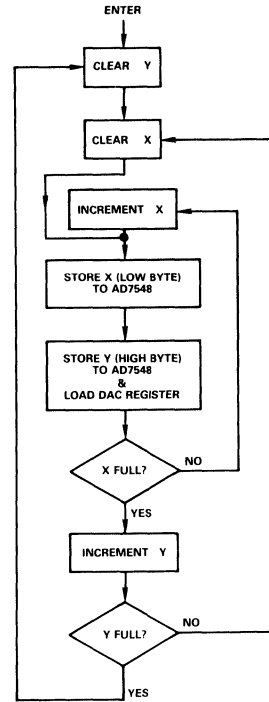 ENTER
CLEAR Y
CLEAR X
INCREMENT X
STORE X (LOW BYTE)
TO AD7548
STORE Y (HIGH BYTE)
TO AD7548
&
LOAD DAC REGISTER
X FULL?
NO
YES
INCREMENT Y
Y FULL?
NO
YES